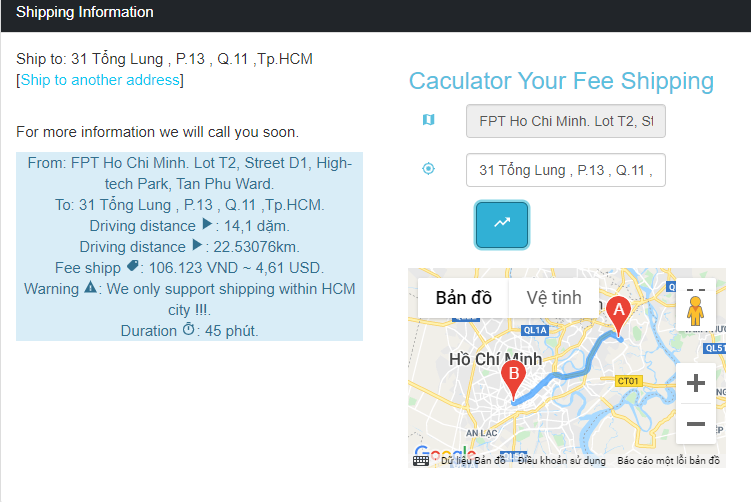 Shipping Information
Ship to: 31 Tổng Lung , P.13 , Q.11 ,Tp.HCM
[Ship to another address]
For more information we will call you soon.
From: FPT Ho Chi Minh. Lot T2, Street D1, High-
tech Park, Tan Phu Ward.
To: 31 Tổng Lung , P.13 , Q.11 ,Tp.HCM.
Driving distance : 14,1 dặm.
Driving distance : 22.53076km.
Fee shipp : 106.123 VND ~ 4,61 USD.
Warning : We only support shipping within HCM
city !!!.
Duration : 45 phút.
Caculator Your Fee Shipping
FPT Ho Chi Minh. Lot T2, St
31 Tổng Lung , P.13 , Q.11 ,
Bản đồ
Vệ tinh
A
QL1A
QL51
Hồ Chí Minh
B
CT01
AN LẠC
Google
Dữ liệu Bản đồ
Điều khoản sử dụng
Báo cáo một lỗi bản đồ